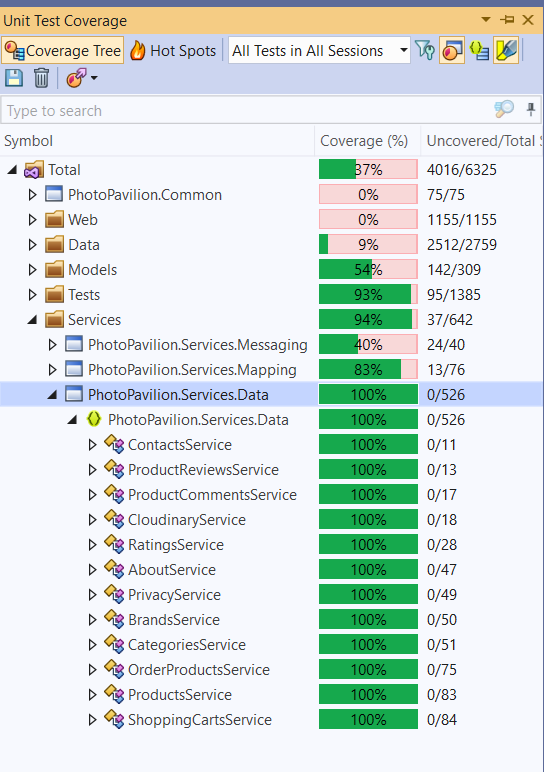 Unit Test Coverage
Coverage Tree Hot Spots All Tests in All Sessions
Type to search
Symbol Coverage (%) Uncovered/Total
Total 37% 4016/6325
PhotoPavilion.Common 0% 75/75
Web 0% 1155/1155
Data 9% 2512/2759
Models 54% 142/309
Tests 93% 95/1385
Services 94% 37/642
PhotoPavilion.Services.Messaging 40% 24/40
PhotoPavilion.Services.Mapping 83% 13/76
PhotoPavilion.Services.Data 100% 0/526
PhotoPavilion.Services.Data 100% 0/526
ContactsService 100% 0/11
ProductReviewsService 100% 0/13
ProductCommentsService 100% 0/17
CloudinaryService 100% 0/18
RatingsService 100% 0/28
AboutService 100% 0/47
PrivacyService 100% 0/49
BrandsService 100% 0/50
CategoriesService 100% 0/51
OrderProductsService 100% 0/75
ProductsService 100% 0/83
ShoppingCartsService 100% 0/84